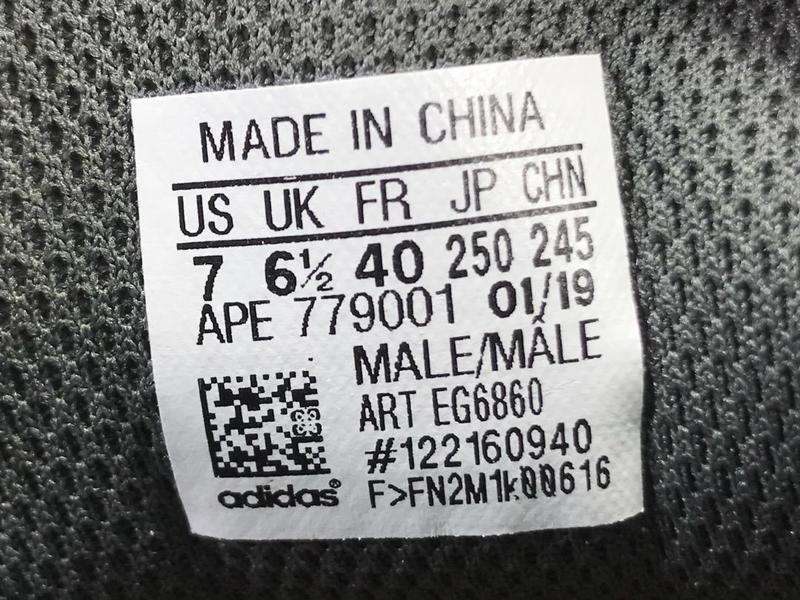 MADE IN CHINA
US UK FR JP CHN
7 6½ 40 250 245
APE 779001 01/19
MALE/MÂLE
ART EG6860
#122160940
adidas® F>FN2M1k00616